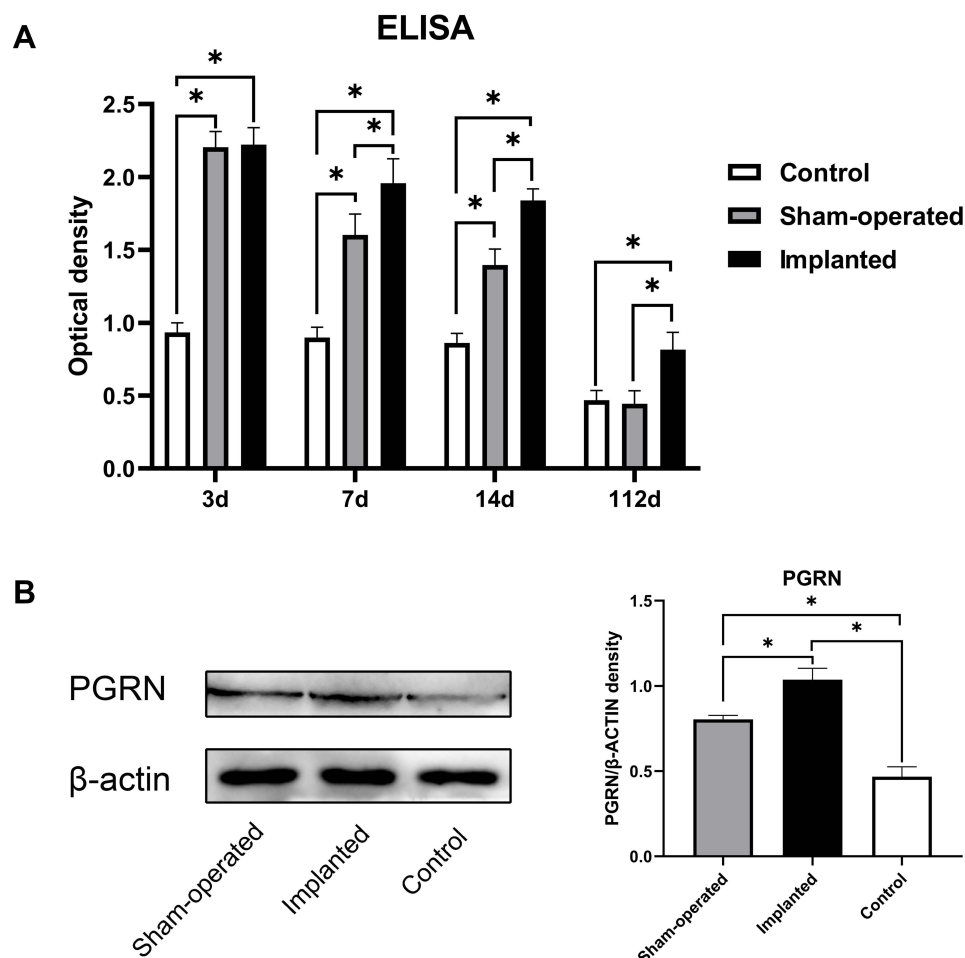 A
ELISA
Optical density
2.5
2.0
1.5
1.0
0.5
0.0
* * * * * * * * * *
3d 7d 14d 112d
Control
Sham-operated
Implanted
B
PGRN
β-actin
Sham-operated Implanted Control
PGRN
PGRN/β-ACTIN density
1.5
1.0
0.5
0.0
* * *
Sham-operated Implanted Control